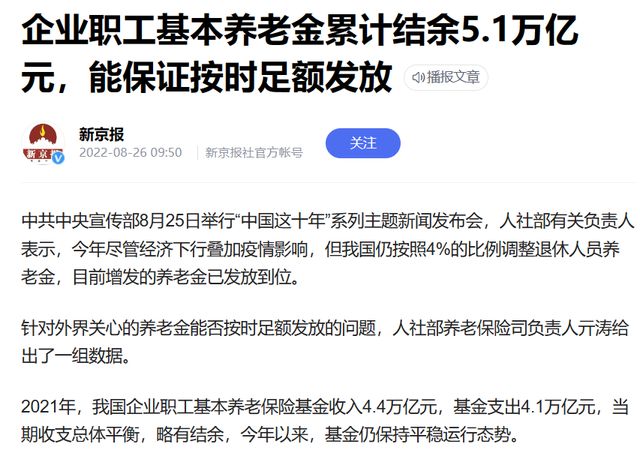 企业职工基本养老金累计结余5.1万亿
元，能保证按时足额发放 播报文章
新京报
2022-08-26 09:50 新京报社官方帐号
关注
中共中央宣传部8月25日举行“中国这十年”系列主题新闻发布会，人社部有关负责人
表示，今年尽管经济下行叠加疫情影响，但我国仍按照4%的比例调整退休人员养
老金，目前增发的养老金已发放到位。
针对外界关心的养老金能否按时足额发放的问题，人社部养老保险司负责人亓涛给
出了一组数据。
2021年，我国企业职工基本养老保险基金收入4.4万亿元，基金支出4.1万亿元，当
期收支总体平衡，略有结余，今年以来，基金仍保持平稳运行态势。